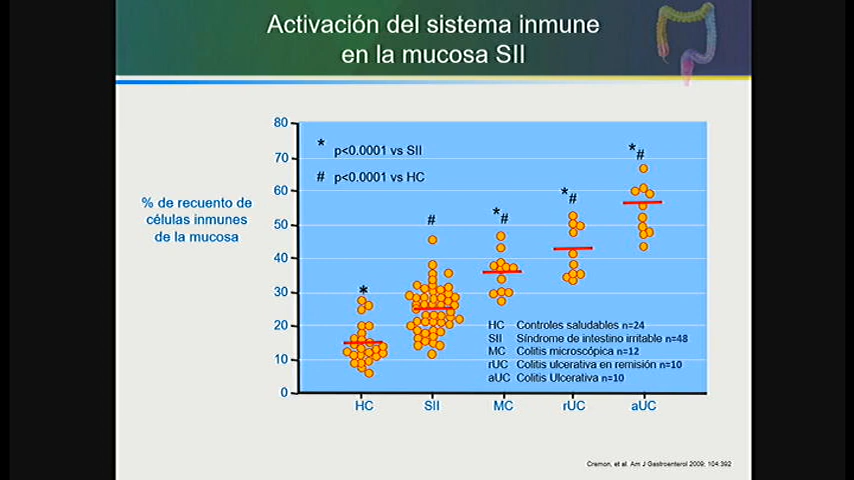 Activación del sistema inmune
en la mucosa SII
80
70
60
50
40
30
20
10
0
* p<0.0001 vs SII
# p<0.0001 vs HC
% de recuento de
células inmunes
de la mucosa
*
#
*#
*#
*#
HC Controles saludables n=24
SII Síndrome de intestino irritable n=48
MC Colitis microscópica n=12
rUC Colitis ulcerativa en remisión n=10
aUC Colitis Ulcerativa n=10
HC SII MC rUC aUC
Cremon, et al. Am J Gastroenterol 2009; 104:392